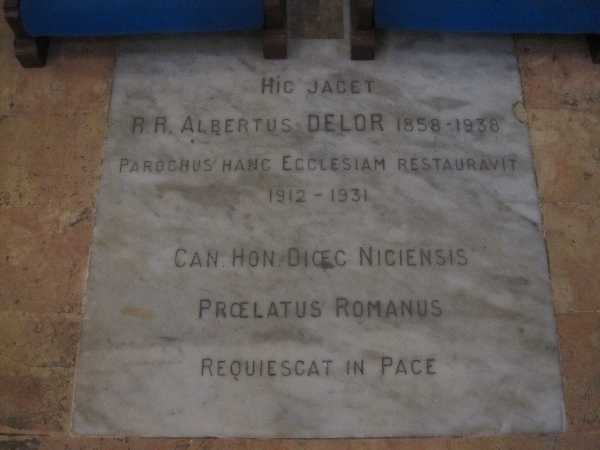 HIC JACET
R.R. ALBERTUS DELOR 1858-1938
PAROCHUS HANC ECCLESIAM RESTAURAVIT
1912 - 1931
CAN. HON. DIŒC NICIENSIS
PRŒLATUS ROMANUS
REQUIESCAT IN PACE